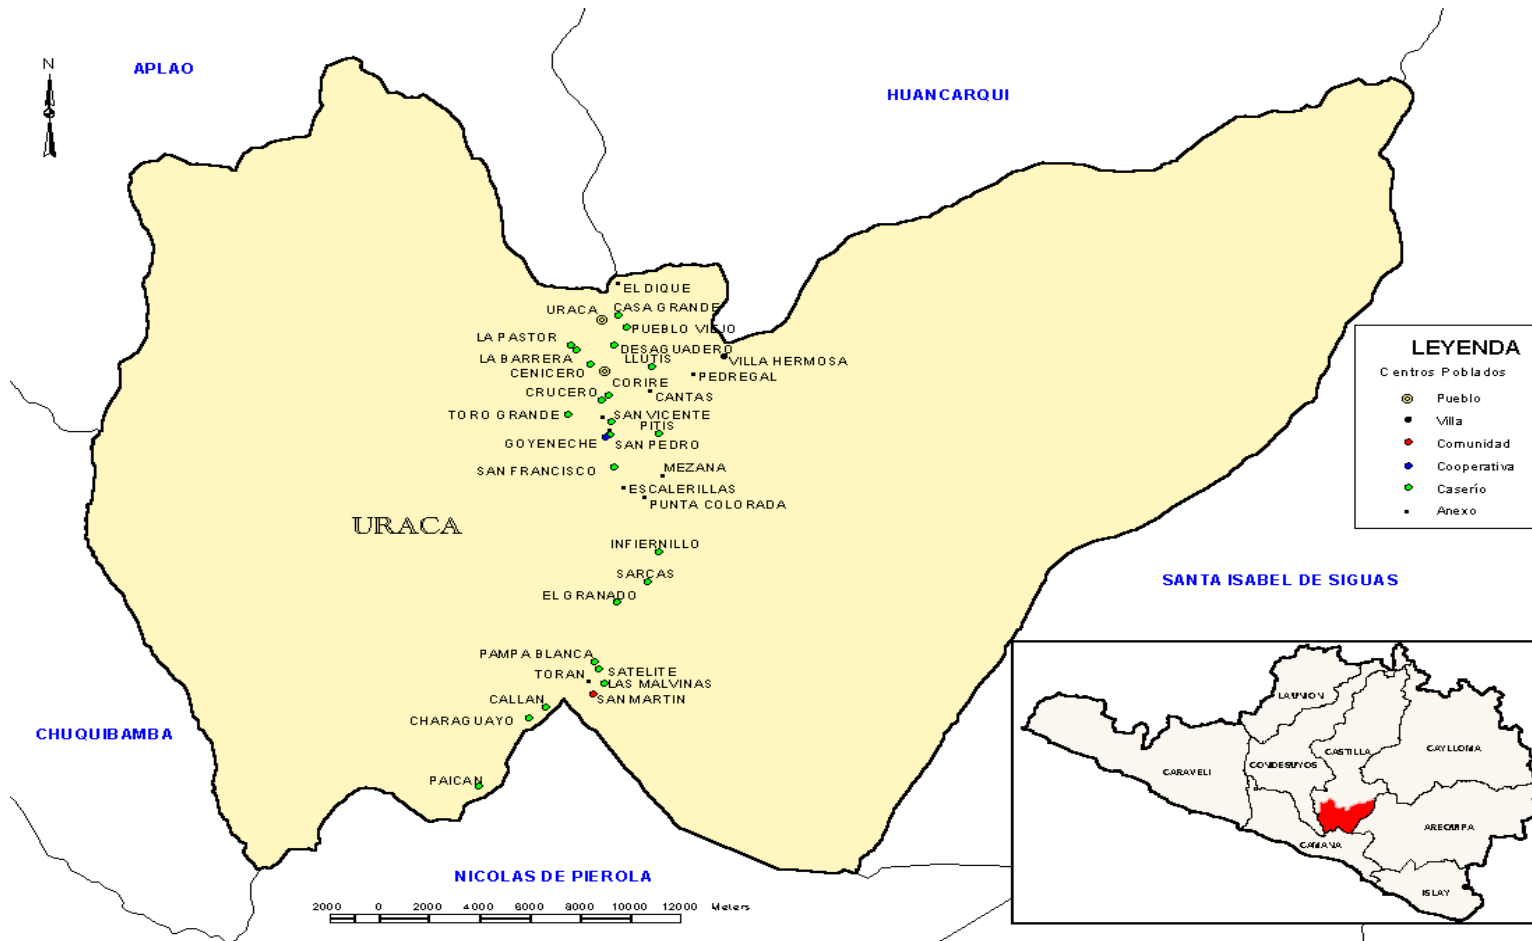 N
APLAO
HUANCARQUI
EL DIQUE
URACA
CASA GRANDE
PUEBLO VIEJO
LA PASTOR
DESAGUADERO
LA BARRERA
LLUTIS
VILLA HERMOSA
CENICERO
PEDREGAL
CORIRE
CRUCERO
CANTAS
TORO GRANDE
SAN VICENTE
PITIS
GOYENECHE
SAN PEDRO
SAN FRANCISCO
MEZANA
ESCALERILLAS
PUNTA COLORADA
URACA
INFIERNILLO
SARCAS
EL GRANADO
PAMPA BLANCA
TORAN
SATELITE
LAS MALVINAS
CALLAN
SAN MARTIN
CHARAGUAYO
PAICAN
CHUQUIBAMBA
NICOLAS DE PIEROLA
SANTA ISABEL DE SIGUAS
LEYENDA
Centros Poblados
Pueblo
Villa
Comunidad
Cooperativa
Caserío
Anexo
LA UNION
CASTILLA
CAYLLOMA
CONDESUYOS
CARAVELI
AREQUIPA
CAMANA
ISLAY
2000 0 2000 4000 6000 8000 10000 12000 Meters